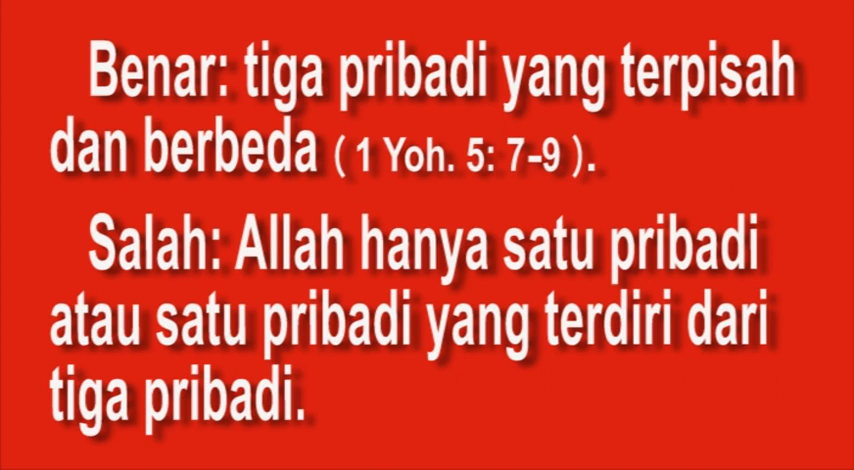 Benar: tiga pribadi yang terpisah
dan berbeda ( 1 Yoh. 5: 7-9 ).
Salah: Allah hanya satu pribadi
atau satu pribadi yang terdiri dari
tiga pribadi.